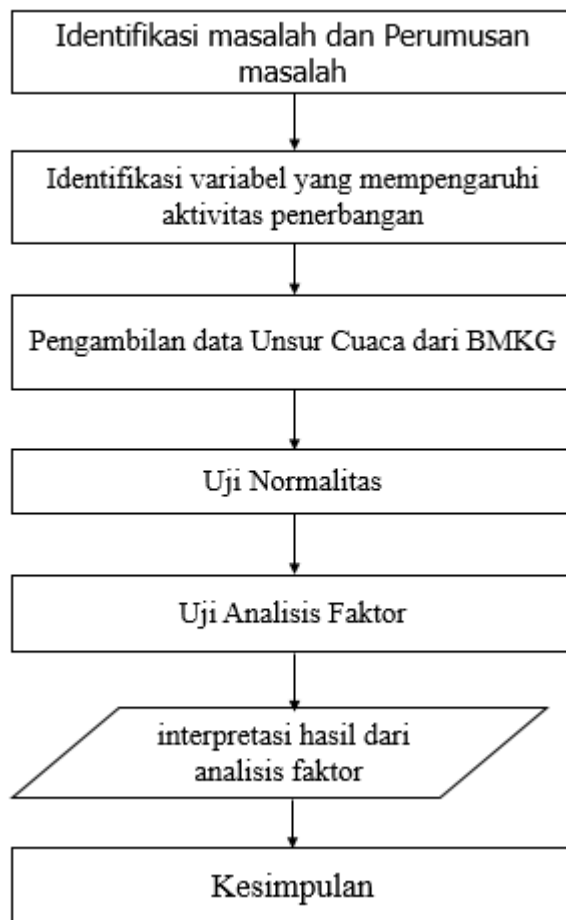 Identifikasi masalah dan Perumusan
masalah
Identifikasi variabel yang mempengaruhi
aktivitas penerbangan
Pengambilan data Unsur Cuaca dari BMKG
Uji Normalitas
Uji Analisis Faktor
interpretasi hasil dari
analisis faktor
Kesimpulan